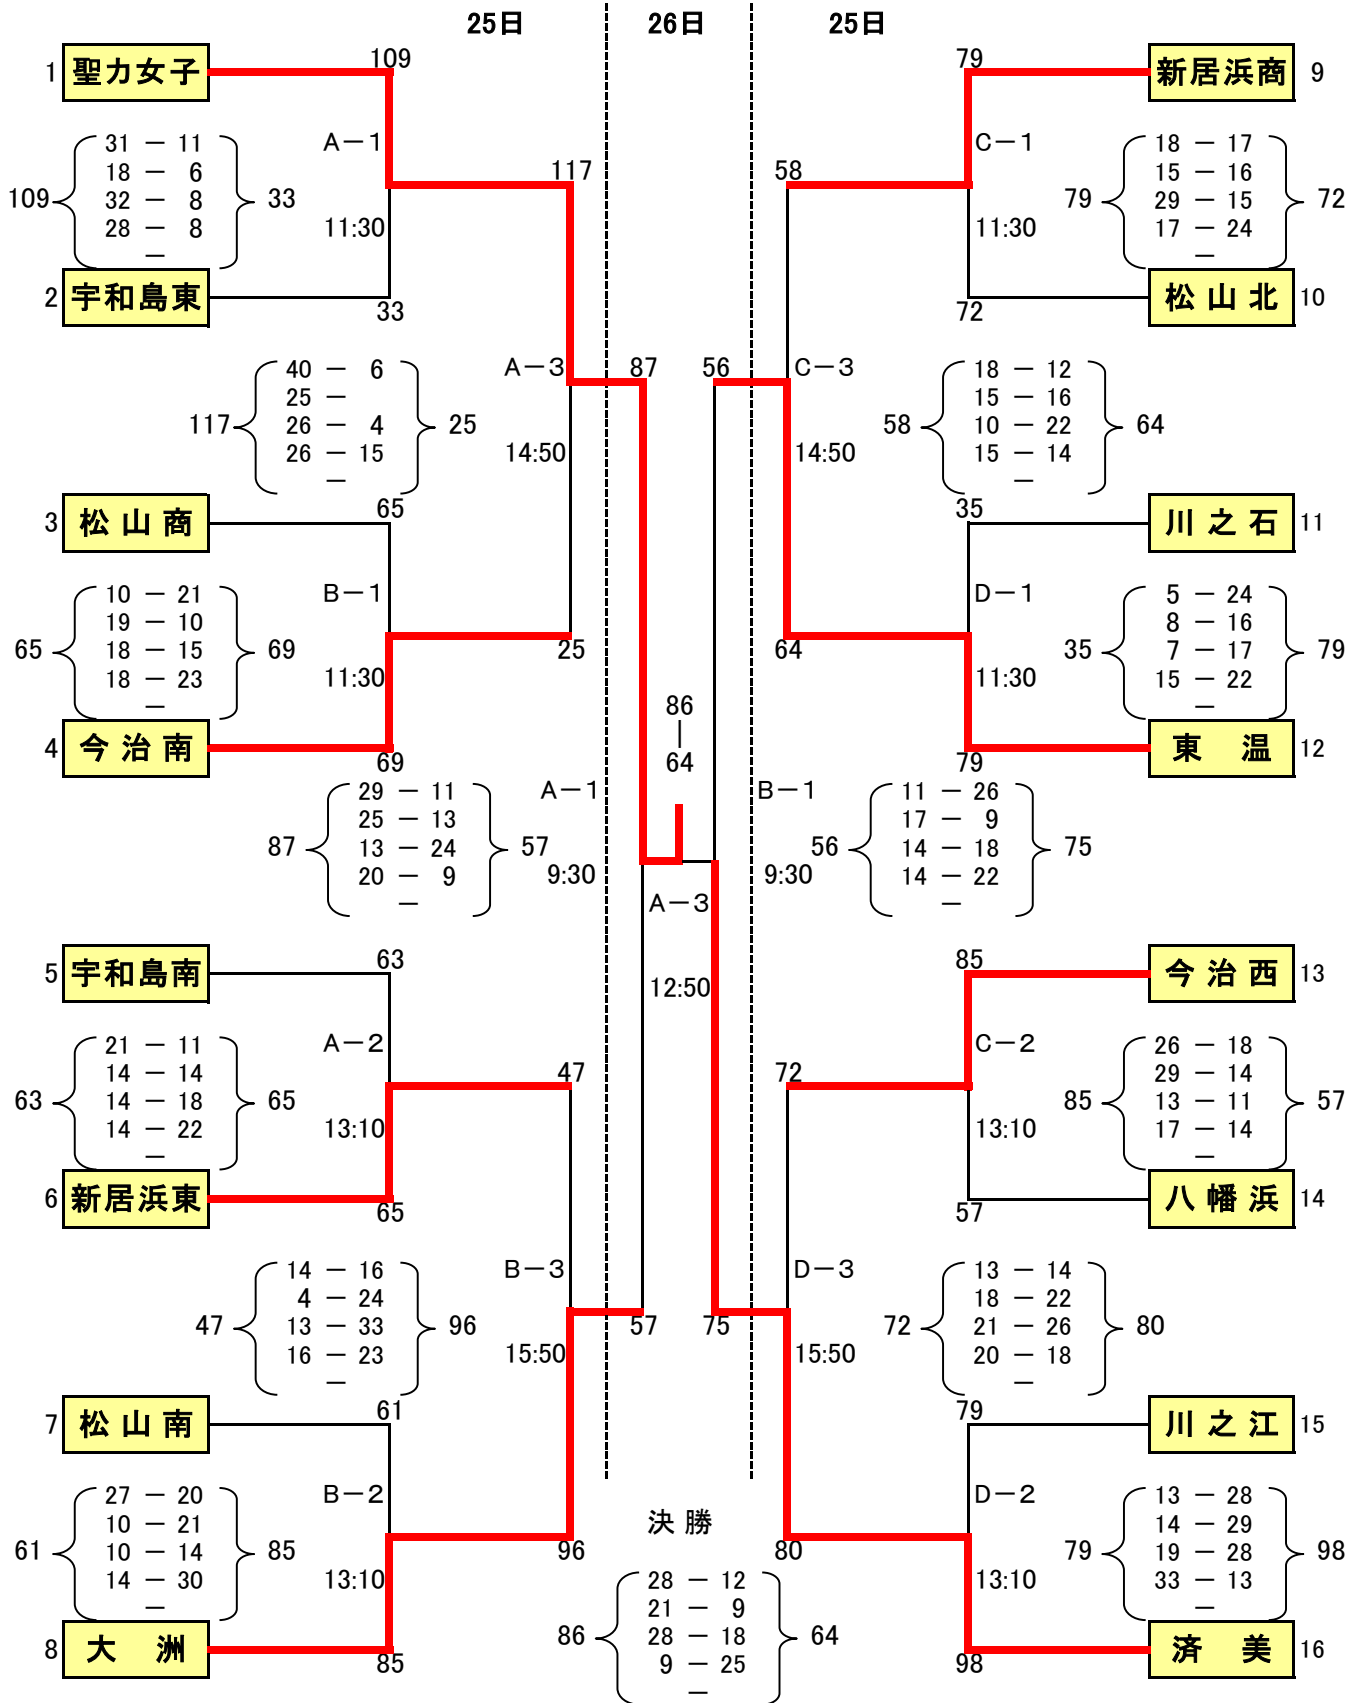 25日 26日 25日
1 聖カ女子 109 79 新居浜商 9
A－1 C－1
109 33 79 72
31 － 11 18 － 17
18 － 6 15 － 16
32 － 8 29 － 15
28 － 8 17 － 24
－ －
11:30 11:30
117 58
2 宇和島東 33 72 松山北 10
A－3 87 56 C－3
117 25 58 64
40 － 6 18 － 12
25 － 15 － 16
26 － 4 10 － 22
26 － 15 15 － 14
－ －
14:50 14:50
3 松山商 65 35 川之石 11
B－1 D－1
65 69 35 79
10 － 21 5 － 24
19 － 10 8 － 16
18 － 15 7 － 17
18 － 23 15 － 22
－ －
11:30 11:30
25 64
86
｜
64
4 今治南 69 79 東温 12
A－1 B－1
87 57 56 75
29 － 11 11 － 26
25 － 13 17 － 9
13 － 24 14 － 18
20 － 9 14 － 22
－ －
9:30 9:30
A－3
12:50
5 宇和島南 63 85 今治西 13
A－2 C－2
63 65 85 57
21 － 11 26 － 18
14 － 14 29 － 14
14 － 18 13 － 11
14 － 22 17 － 14
－ －
13:10 13:10
47 72
6 新居浜東 65 57 八幡浜 14
B－3 57 75 D－3
47 96 72 80
14 － 16 13 － 14
4 － 24 18 － 22
13 － 33 21 － 26
16 － 23 20 － 18
－ －
15:50 15:50
7 松山南 61 79 川之江 15
B－2 D－2
61 85 79 98
27 － 20 13 － 28
10 － 21 14 － 29
10 － 14 19 － 28
14 － 30 33 － 13
－ －
13:10 13:10
96 80
8 大洲 85 98 済美 16
決勝
86 64
28 － 12
21 － 9
28 － 18
9 － 25
－